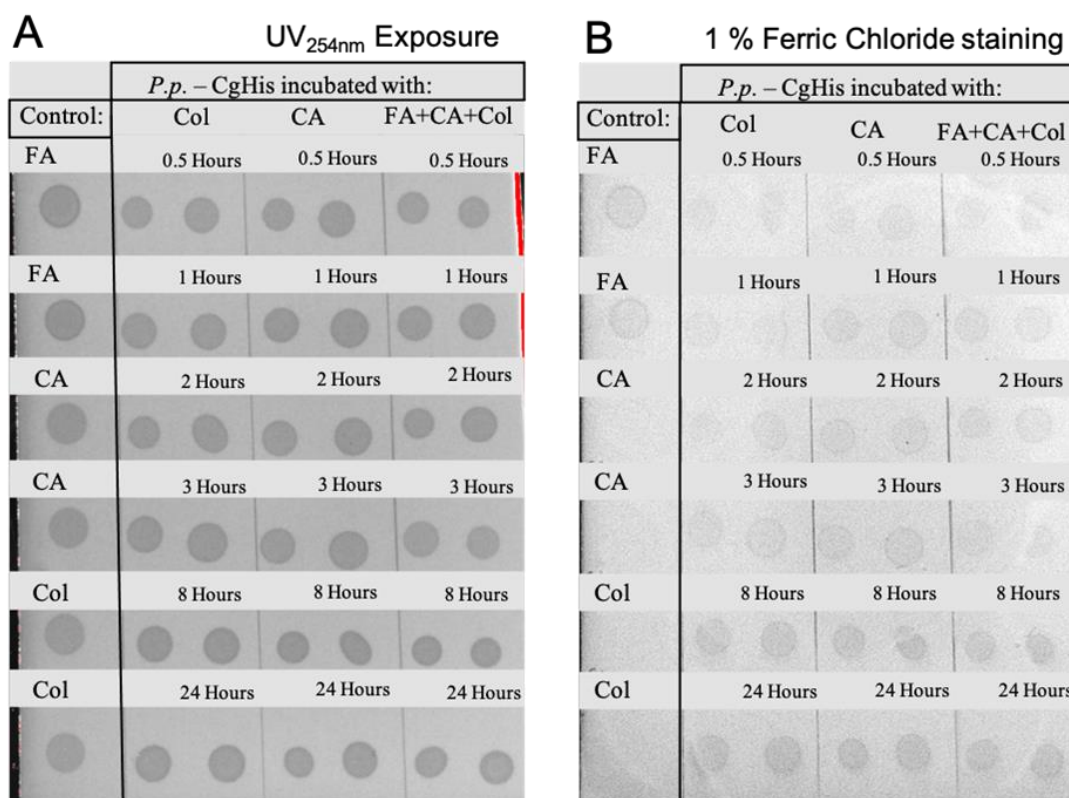 A
UV254nm Exposure
P.p. – CgHis incubated with:
Control:
Col
CA
FA+CA+Col
FA
0.5 Hours
0.5 Hours
0.5 Hours
FA
1 Hours
1 Hours
1 Hours
CA
2 Hours
2 Hours
2 Hours
CA
3 Hours
3 Hours
3 Hours
Col
8 Hours
8 Hours
8 Hours
Col
24 Hours
24 Hours
24 Hours
B
1 % Ferric Chloride staining
P.p. – CgHis incubated with:
Control:
Col
CA
FA+CA+Col
FA
0.5 Hours
0.5 Hours
0.5 Hours
FA
1 Hours
1 Hours
1 Hours
CA
2 Hours
2 Hours
2 Hours
CA
3 Hours
3 Hours
3 Hours
Col
8 Hours
8 Hours
8 Hours
Col
24 Hours
24 Hours
24 Hours